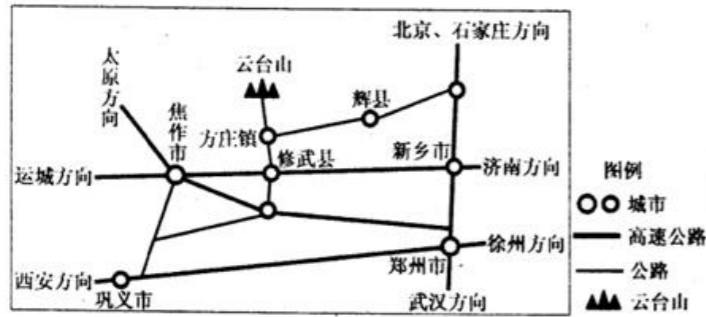 北京、石家庄方向
太原方向
云台山
辉县
焦作市
方庄镇
修武县
新乡市
运城方向
济南方向
图例
城市
高速公路
徐州方向
郑州市
公路
西安方向
巩义市
武汉方向
云台山